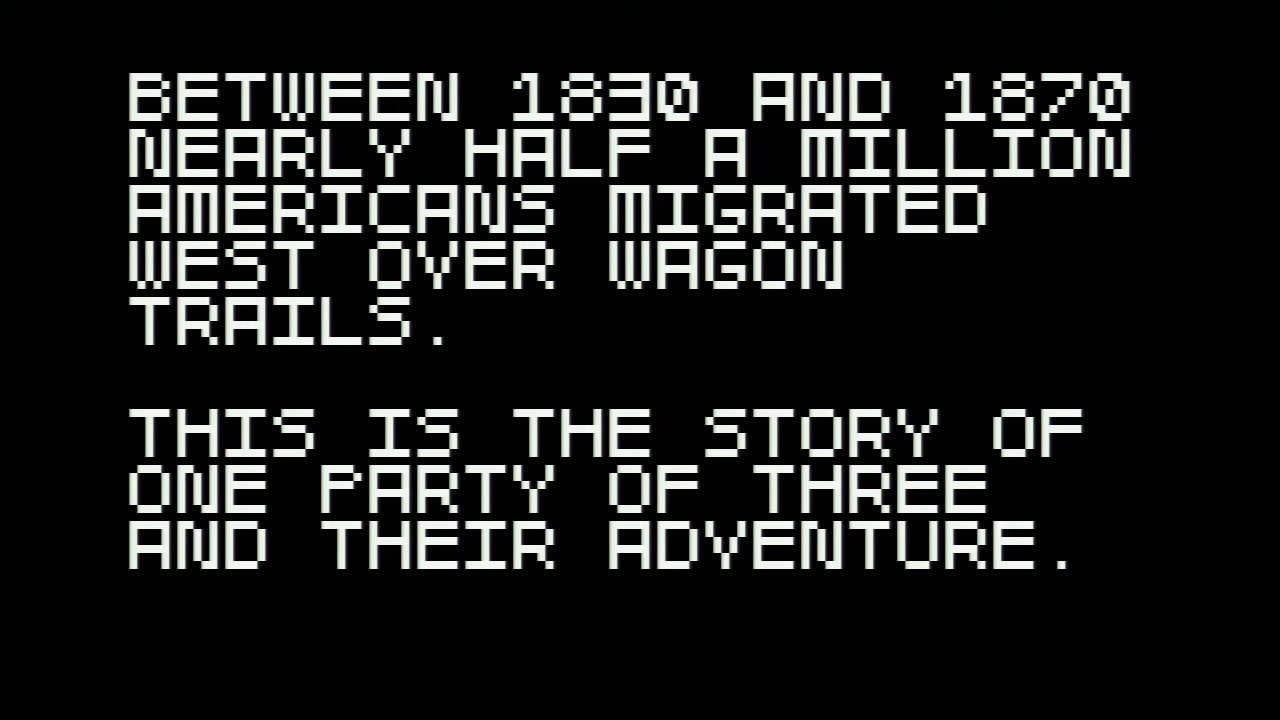 BETWEEN 1830 AND 1870
NEARLY HALF A MILLION
AMERICANS MIGRATED
WEST OVER WAGON
TRAILS.
THIS IS THE STORY OF
ONE PARTY OF THREE
AND THEIR ADVENTURE.